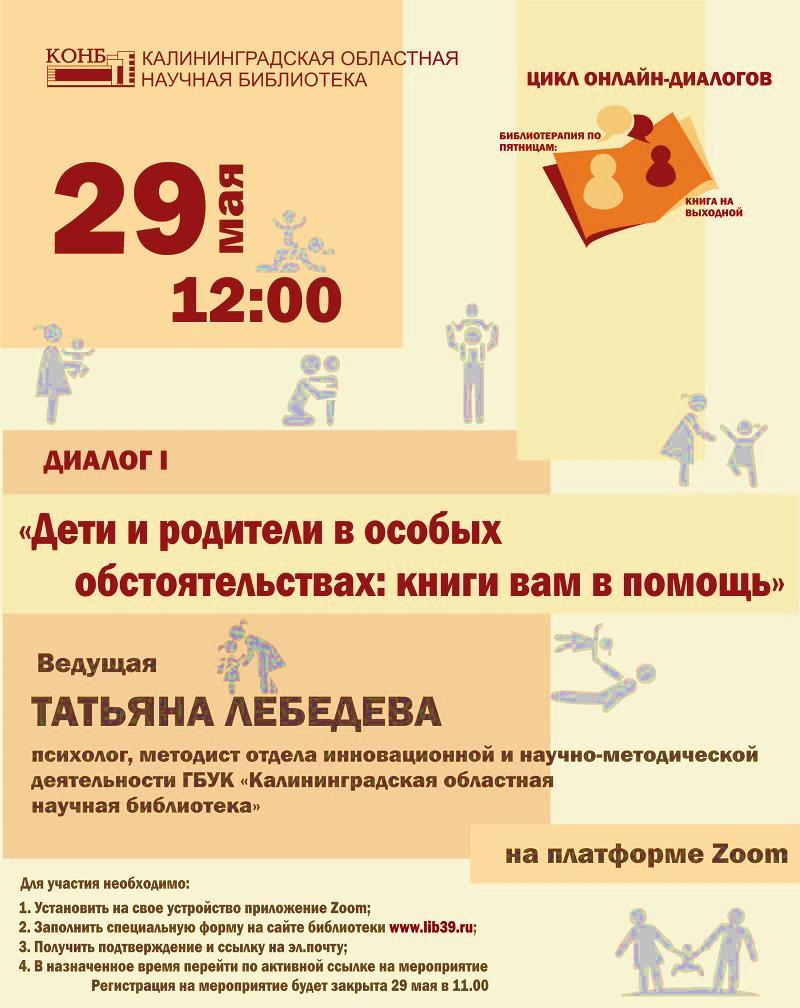 КОНБ
КАЛИНИНГРАДСКАЯ ОБЛАСТНАЯ
НАУЧНАЯ БИБЛИОТЕКА
ЦИКЛ ОНЛАЙН-ДИАЛОГОВ
БИБЛИОТЕРАПИЯ ПО
ПЯТНИЦАМ:
КНИГА НА
ВЫХОДНОЙ
29 мая
12:00
ДИАЛОГ I
«Дети и родители в особых
обстоятельствах: книги вам в помощь»
Ведущая
ТАТЬЯНА ЛЕБЕДЕВА
психолог, методист отдела инновационной и научно-методической
деятельности ГБУК «Калининградская областная
научная библиотека»
на платформе Zoom
Для участия необходимо:
1. Установить на свое устройство приложение Zoom;
2. Заполнить специальную форму на сайте библиотеки www.lib39.ru;
3. Получить подтверждение и ссылку на эл.почту;
4. В назначенное время перейти по активной ссылке на мероприятие
Регистрация на мероприятие будет закрыта 29 мая в 11.00